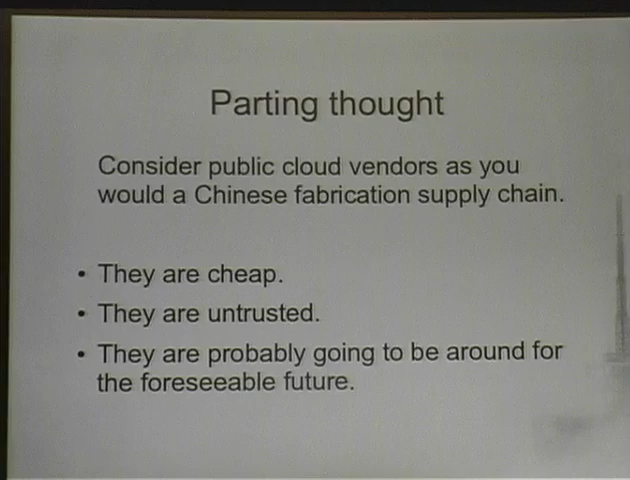 Parting thought
Consider public cloud vendors as you
would a Chinese fabrication supply chain.
• They are cheap.
• They are untrusted.
• They are probably going to be around for
the foreseeable future.